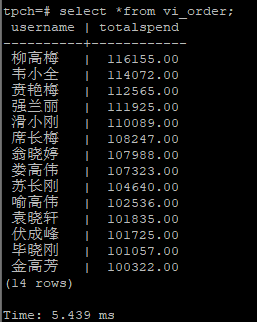 tpch=# select *from vi_order;
username | totalspend
----------+-------------
柳高梅 | 116155.00
韦小全 | 114072.00
贲艳梅 | 112565.00
强兰丽 | 111925.00
滑小刚 | 110089.00
席长梅 | 108247.00
翁晓婷 | 107988.00
娄高伟 | 107323.00
苏长刚 | 104640.00
喻高伟 | 102536.00
袁晓轩 | 101835.00
伏成峰 | 101725.00
毕晓刚 | 101057.00
金高芳 | 100322.00
(14 rows)
Time: 5.439 ms